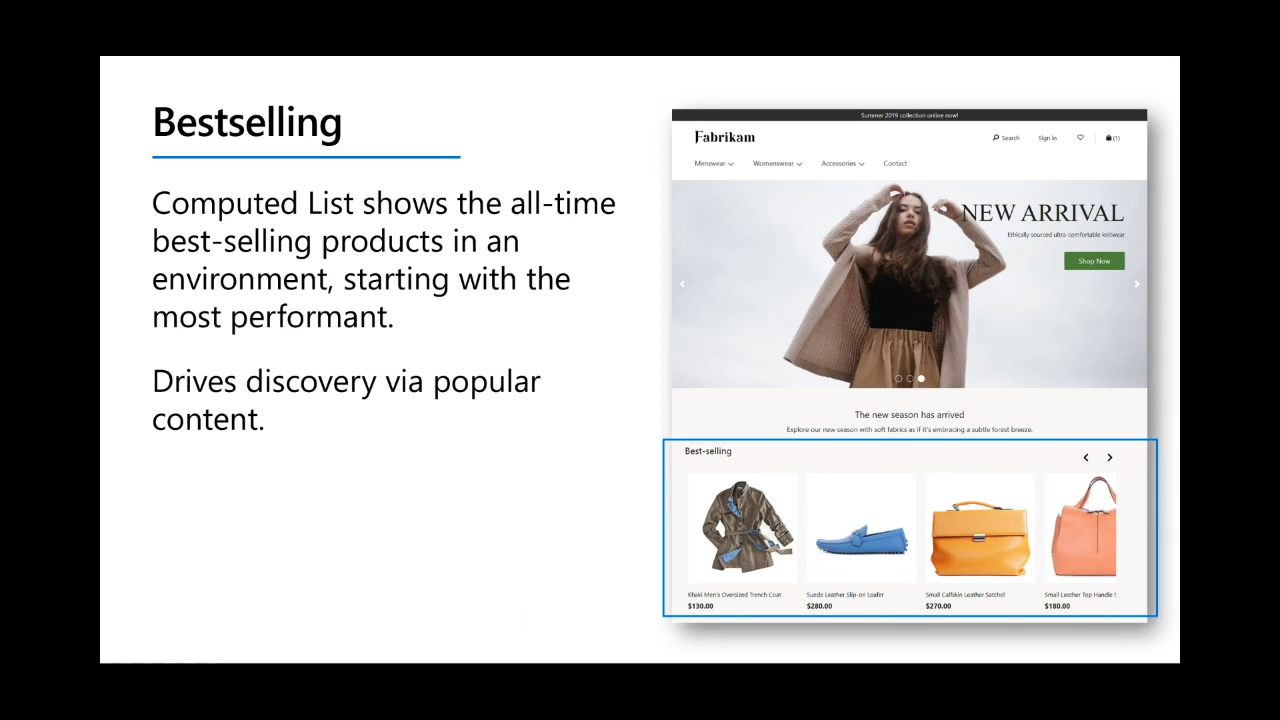 Bestselling
Computed List shows the all-time
best-selling products in an
environment, starting with the
most performant.
Drives discovery via popular
content.
Summer 2019 collection online now!
Fabrikam
Search
Sign in
(1)
Menswear
Womenswear
Accessories
Contact
NEW ARRIVAL
Ethically sourced ultra-comfortable knitwear
Shop Now
The new season has arrived
Explore our new season with soft fabrics as if it's embracing a subtle forest breeze.
Best-selling
Khaki Men's Oversized Trench Coat
$130.00
Suede Leather Slip-on Loafer
$280.00
Small Calfskin Leather Satchel
$270.00
Small Leather Top Handle
$180.00